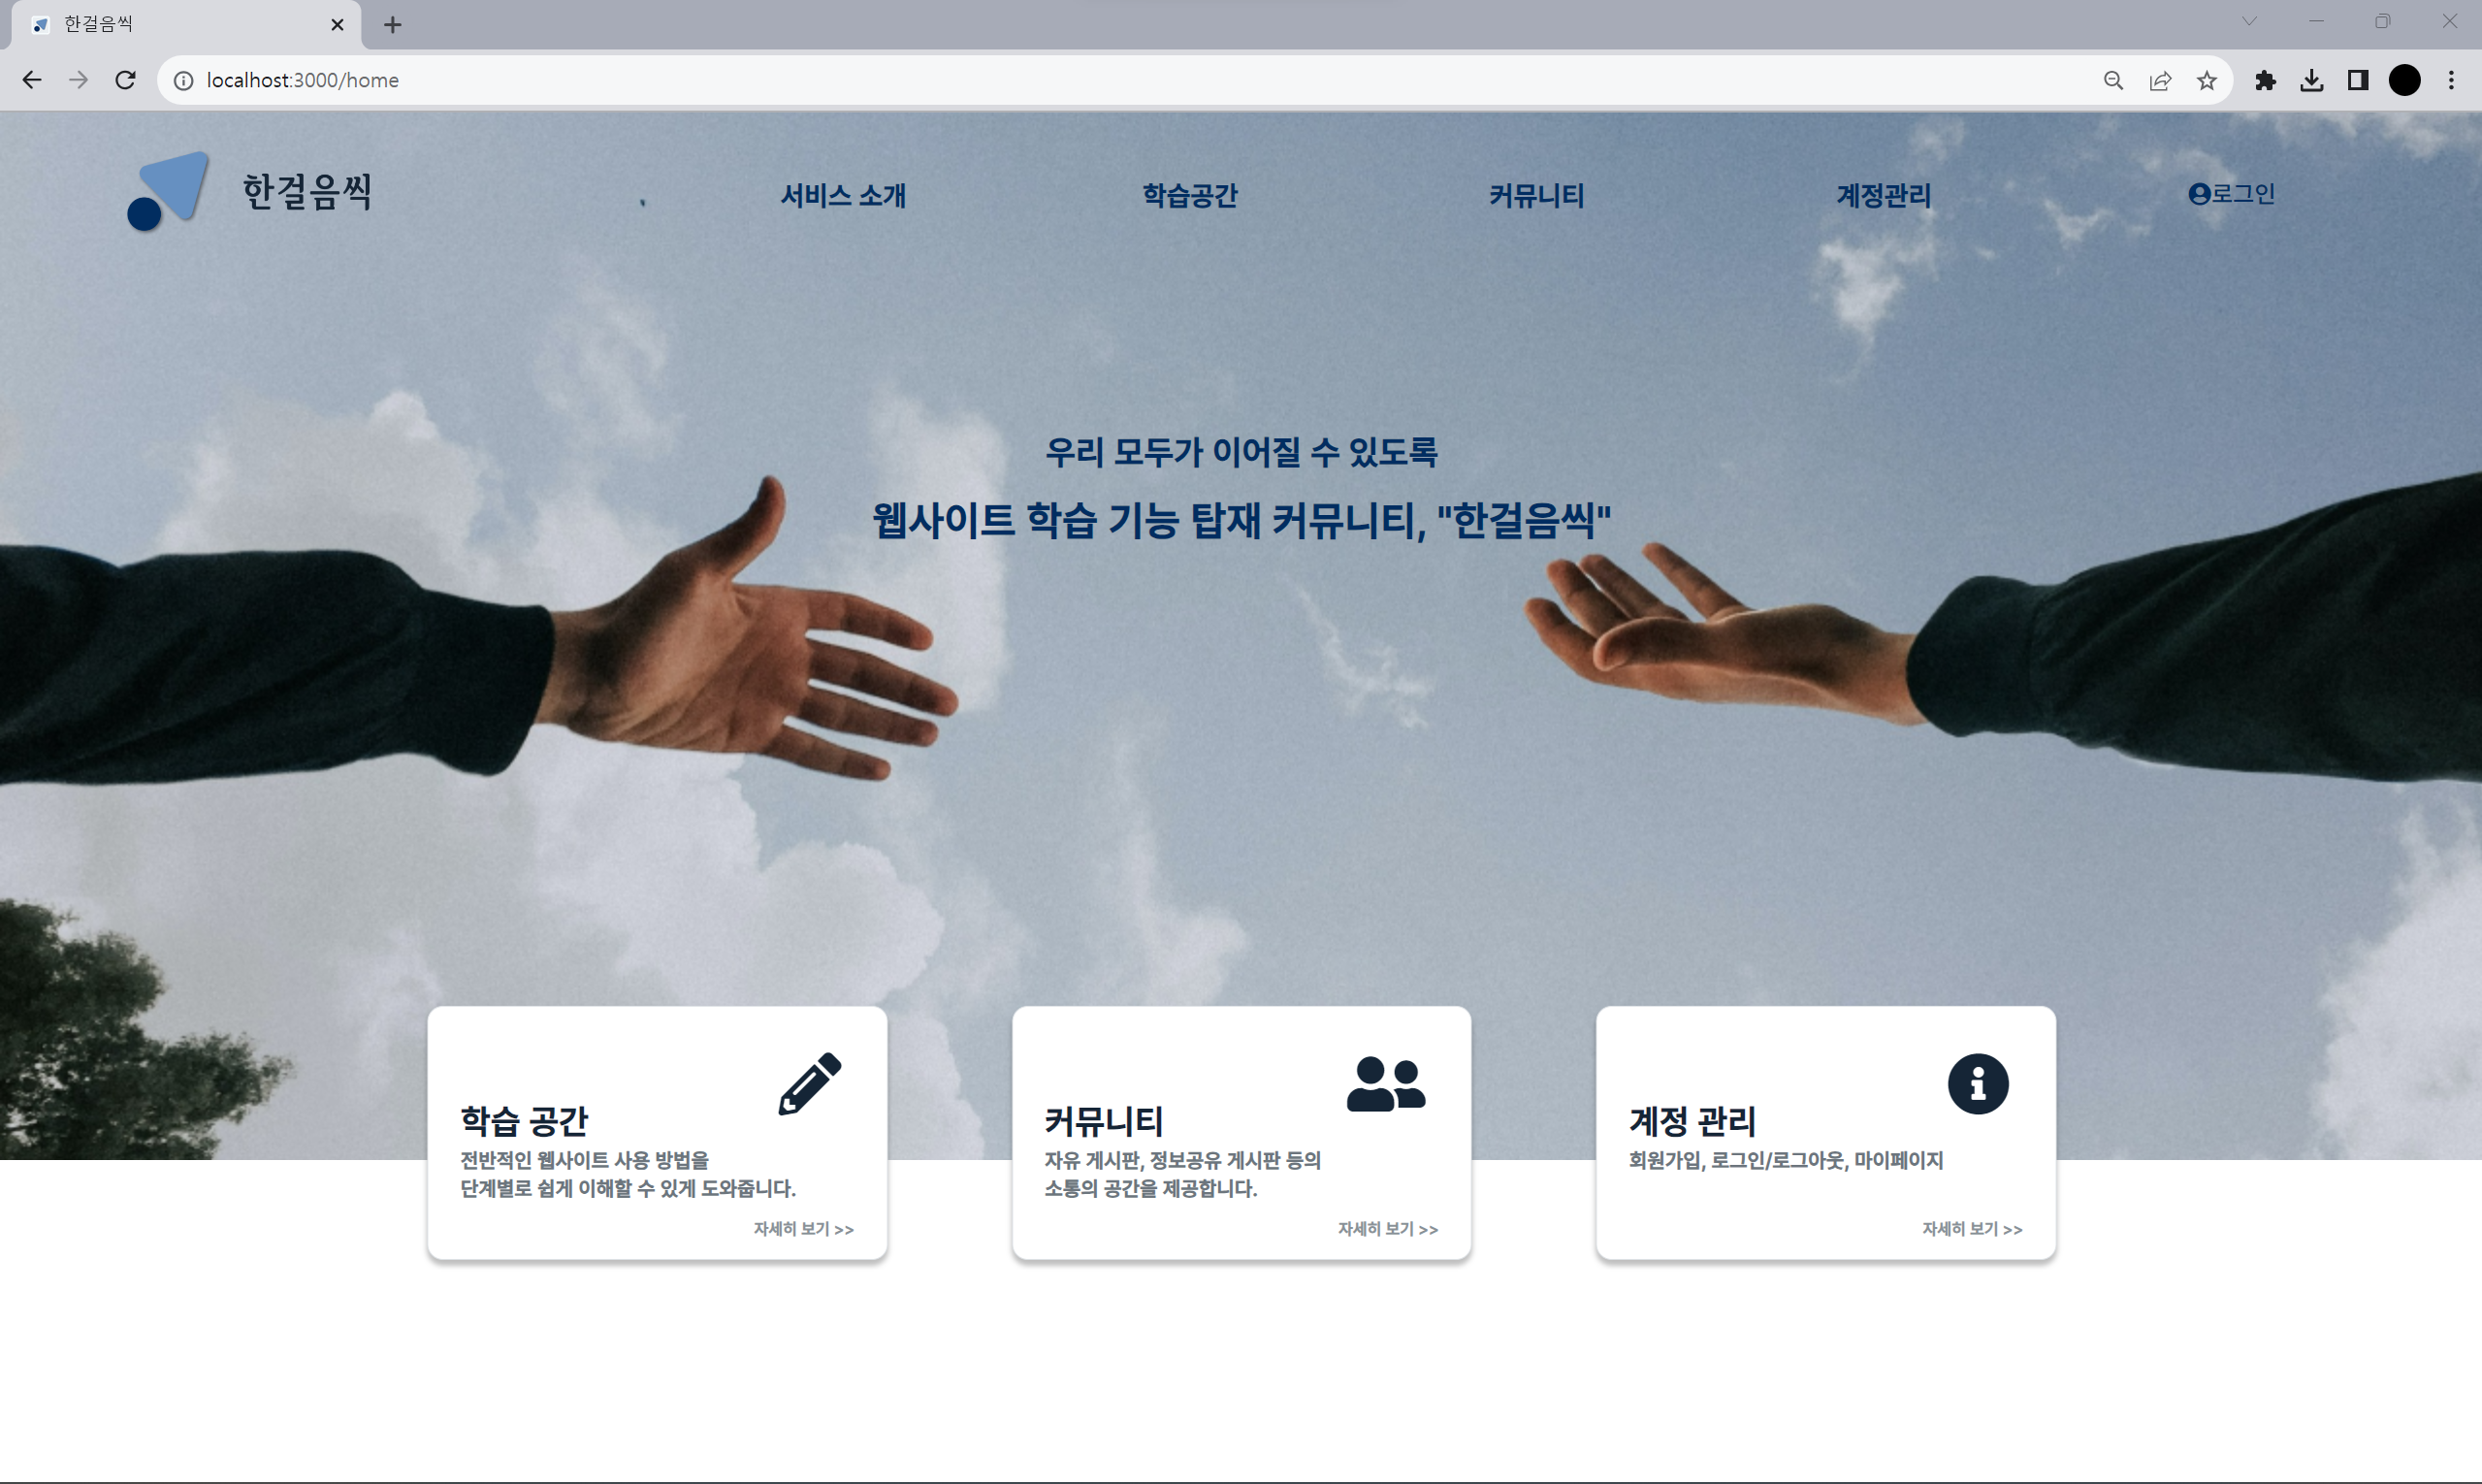 한걸음씩
localhost:3000/home
한걸음씩
서비스 소개
학습공간
커뮤니티
계정관리
로그인
우리 모두가 이어질 수 있도록
웹사이트 학습 기능 탑재 커뮤니티, "한걸음씩"
학습 공간
전반적인 웹사이트 사용 방법을
단계별로 쉽게 이해할 수 있게 도와줍니다.
자세히 보기 >>
커뮤니티
자유 게시판, 정보공유 게시판 등의
소통의 공간을 제공합니다.
자세히 보기 >>
계정 관리
회원가입, 로그인/로그아웃, 마이페이지
자세히 보기 >>